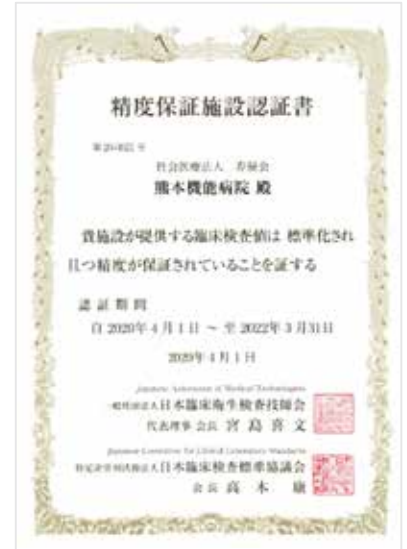 精度保証施設認証書
社会医療法人 寿量会
熊本機能病院 殿
貴施設が提供する臨床検査値は 標準化され
且つ精度が保証されていることを証する
認証期間
自 2020年4月1日 ～ 至 2022年3月31日
2020年4月1日
Japanese Association of Medical Technologists
一般社団法人日本臨床衛生検査技師会
代表理事 会長 宮島喜文
Japanese Committee for Clinical Laboratory Standards
特定非営利活動法人日本臨床検査標準協議会
会長 高木 康